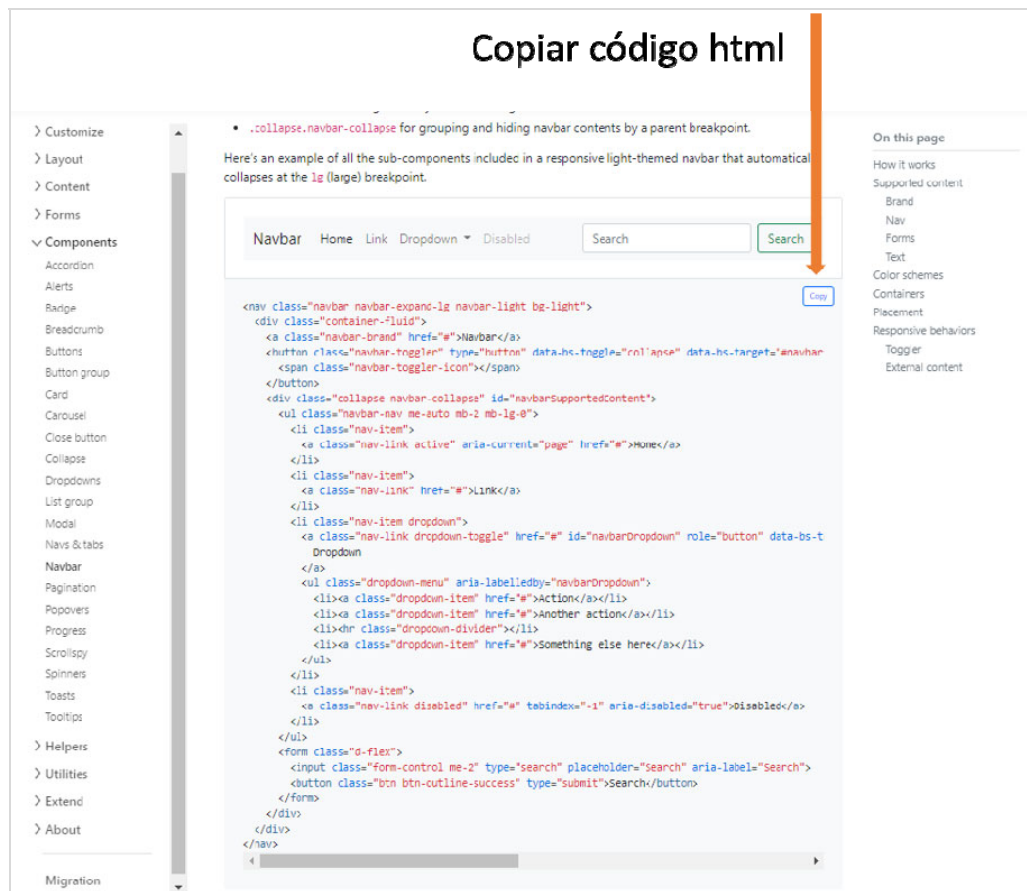 Copiar código html
Customize
Layout
Content
Forms
Components
Accordion
Alerts
Badge
Breadcrumb
Buttons
Button group
Card
Carousel
Close button
Collapse
Dropdowns
List group
Modal
Navs & tabs
Navbar
Pagination
Popovers
Progress
Scrollspy
Spinners
Toasts
Tooltips
Helpers
Utilities
Extend
About
Migration
• .collapse.navbar-collapse for grouping and hiding navbar contents by a parent breakpoint.
Here's an example of all the sub-components included in a responsive light-themed navbar that automatical
collapses at the lg (large) breakpoint.
Navbar Home Link Dropdown Disabled Search Search
Copy
<nav class="navbar navbar-expand-lg navbar-light bg-light">
<div class="container-fluid">
<a class="navbar-brand" href="#">Navbar</a>
<button class="navbar-toggler" type="button" data-bs-toggle="collapse" data-bs-target="#navbar
<span class="navbar-toggler-icon"></span>
</button>
<div class="collapse navbar-collapse" id="navbarSupportedContent">
<ul class="navbar-nav me-auto mb-2 mb-lg-0">
<li class="nav-item">
<a class="nav-link active" aria-current="page" href="#">Home</a>
</li>
<li class="nav-item">
<a class="nav-link" href="#">Link</a>
</li>
<li class="nav-item dropdown">
<a class="nav-link dropdown-toggle" href="#" id="navbarDropdown" role="button" data-bs-t
Dropdown
</a>
<ul class="dropdown-menu" aria-labelledby="navbarDropdown">
<li><a class="dropdown-item" href="#">Action</a></li>
<li><a class="dropdown-item" href="#">Another action</a></li>
<li><hr class="dropdown-divider"></li>
<li><a class="dropdown-item" href="#">Something else here</a></li>
</ul>
</li>
<li class="nav-item">
<a class="nav-link disabled" href="#" tabindex="-1" aria-disabled="true">Disabled</a>
</li>
</ul>
<form class="d-flex">
<input class="form-control me-2" type="search" placeholder="Search" aria-label="Search">
<button class="btn btn-outline-success" type="submit">Search</button>
</form>
</div>
</div>
</nav>
On this page
How it works
Supported content
Brand
Nav
Forms
Text
Color schemes
Containers
Placement
Responsive behaviors
Toggler
External content